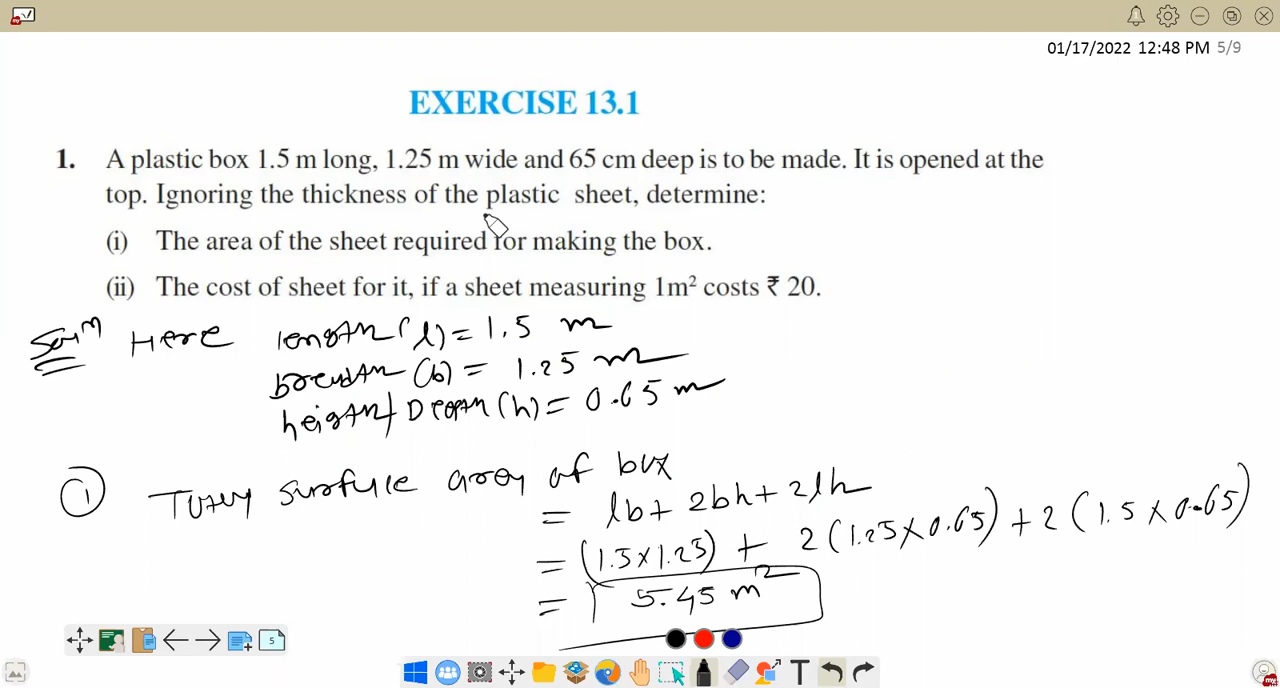 01/17/2022 12:48 PM 5/9
EXERCISE 13.1
1. A plastic box 1.5 m long, 1.25 m wide and 65 cm deep is to be made. It is opened at the
top. Ignoring the thickness of the plastic sheet, determine:
(i) The area of the sheet required for making the box.
(ii) The cost of sheet for it, if a sheet measuring 1m² costs ₹ 20.
Solⁿ Here length (l) = 1.5 m
breadth (b) = 1.25 m
height/Depth (h) = 0.65 m
① surface area of box
= lb + 2bh + 2lh
= (1.5×1.25) + 2(1.25×0.65) + 2(1.5×0.65)
= 5.45 m²
5
T